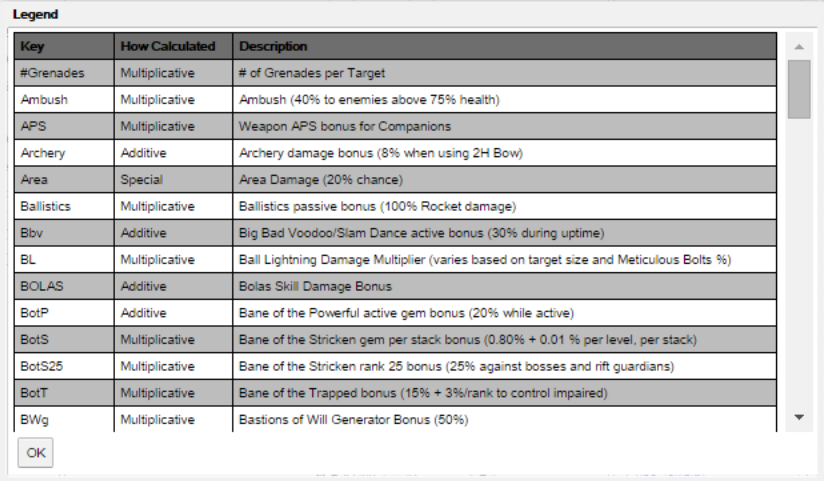 Legend
Key How Calculated Description
#Grenades Multiplicative # of Grenades per Target
Ambush Multiplicative Ambush (40% to enemies above 75% health)
APS Multiplicative Weapon APS bonus for Companions
Archery Additive Archery damage bonus (8% when using 2H Bow)
Area Special Area Damage (20% chance)
Ballistics Multiplicative Ballistics passive bonus (100% Rocket damage)
Bbv Additive Big Bad Voodoo/Slam Dance active bonus (30% during uptime)
BL Multiplicative Ball Lightning Damage Multiplier (varies based on target size and Meticulous Bolts %)
BOLAS Additive Bolas Skill Damage Bonus
BotP Additive Bane of the Powerful active gem bonus (20% while active)
BotS Multiplicative Bane of the Stricken gem per stack bonus (0.80% + 0.01 % per level, per stack)
BotS25 Multiplicative Bane of the Stricken rank 25 bonus (25% against bosses and rift guardians)
BotT Multiplicative Bane of the Trapped bonus (15% + 3%/rank to control impaired)
BWg Multiplicative Bastions of Will Generator Bonus (50%)
OK